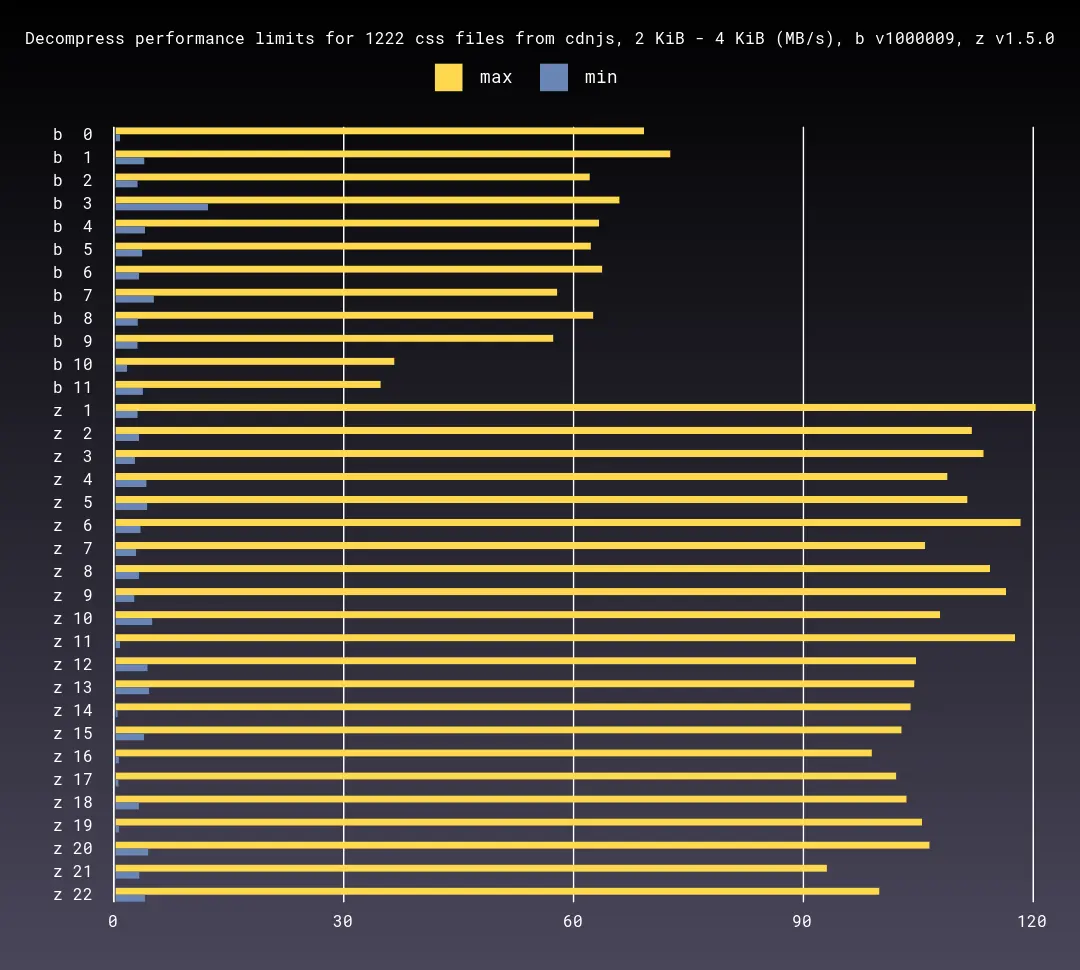 Decompress performance limits for 1222 css files from cdnjs, 2 KiB - 4 KiB (MB/s), b v1000009, z v1.5.0
max min
b 0
b 1
b 2
b 3
b 4
b 5
b 6
b 7
b 8
b 9
b 10
b 11
z 1
z 2
z 3
z 4
z 5
z 6
z 7
z 8
z 9
z 10
z 11
z 12
z 13
z 14
z 15
z 16
z 17
z 18
z 19
z 20
z 21
z 22
0 30 60 90 120